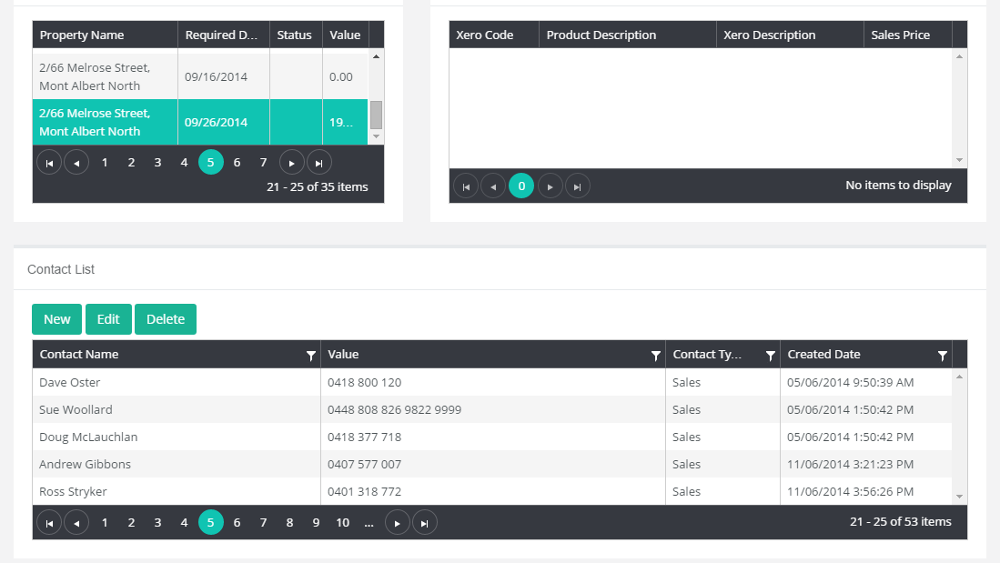 Property Name Required D... Status Value
2/66 Melrose Street,
Mont Albert North 09/16/2014 0.00
2/66 Melrose Street,
Mont Albert North 09/26/2014 19...
1 2 3 4 5 6 7
21 - 25 of 35 items
Xero Code Product Description Xero Description Sales Price
0 No items to display
Contact List
New Edit Delete
Contact Name Value Contact Ty... Created Date
Dave Oster 0418 800 120 Sales 05/06/2014 9:50:39 AM
Sue Woollard 0448 808 826 9822 9999 Sales 05/06/2014 1:50:42 PM
Doug McLauchlan 0418 377 718 Sales 05/06/2014 1:50:42 PM
Andrew Gibbons 0407 577 007 Sales 11/06/2014 3:21:23 PM
Ross Stryker 0401 318 772 Sales 11/06/2014 3:56:26 PM
1 2 3 4 5 6 7 8 9 10 ... 21 - 25 of 53 items